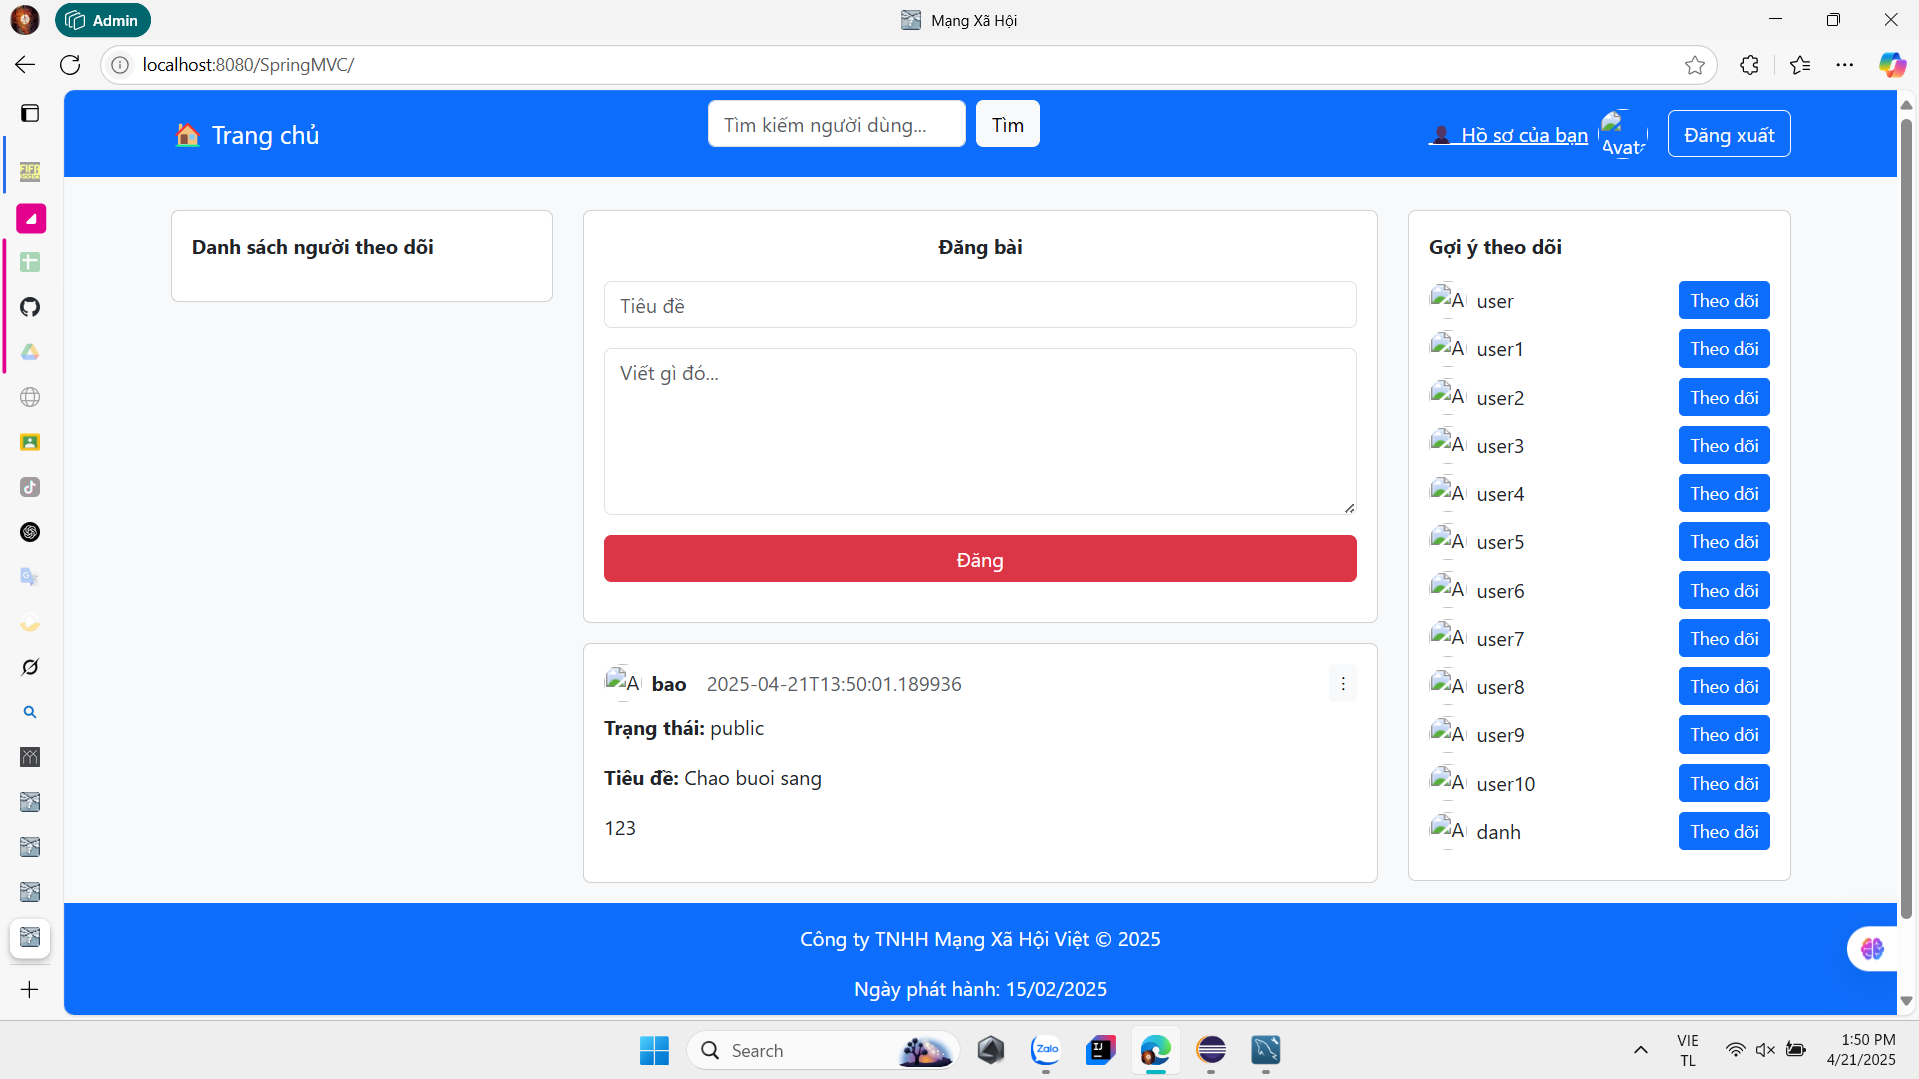 Admin
Mạng Xã Hội
localhost:8080/SpringMVC/
Trang chủ
Tìm kiếm người dùng...
Tìm
Hồ sơ của bạn
Avata
Đăng xuất
Danh sách người theo dõi
Đăng bài
Tiêu đề
Viết gì đó...
Đăng
bao 2025-04-21T13:50:01.189936
Trạng thái: public
Tiêu đề: Chao buoi sang
123
Gợi ý theo dõi
A user Theo dõi
A user1 Theo dõi
A user2 Theo dõi
A user3 Theo dõi
A user4 Theo dõi
A user5 Theo dõi
A user6 Theo dõi
A user7 Theo dõi
A user8 Theo dõi
A user9 Theo dõi
A user10 Theo dõi
A danh Theo dõi
Công ty TNHH Mạng Xã Hội Việt © 2025
Ngày phát hành: 15/02/2025
Search
Zalo
IJ
VIE
TL
1:50 PM
4/21/2025